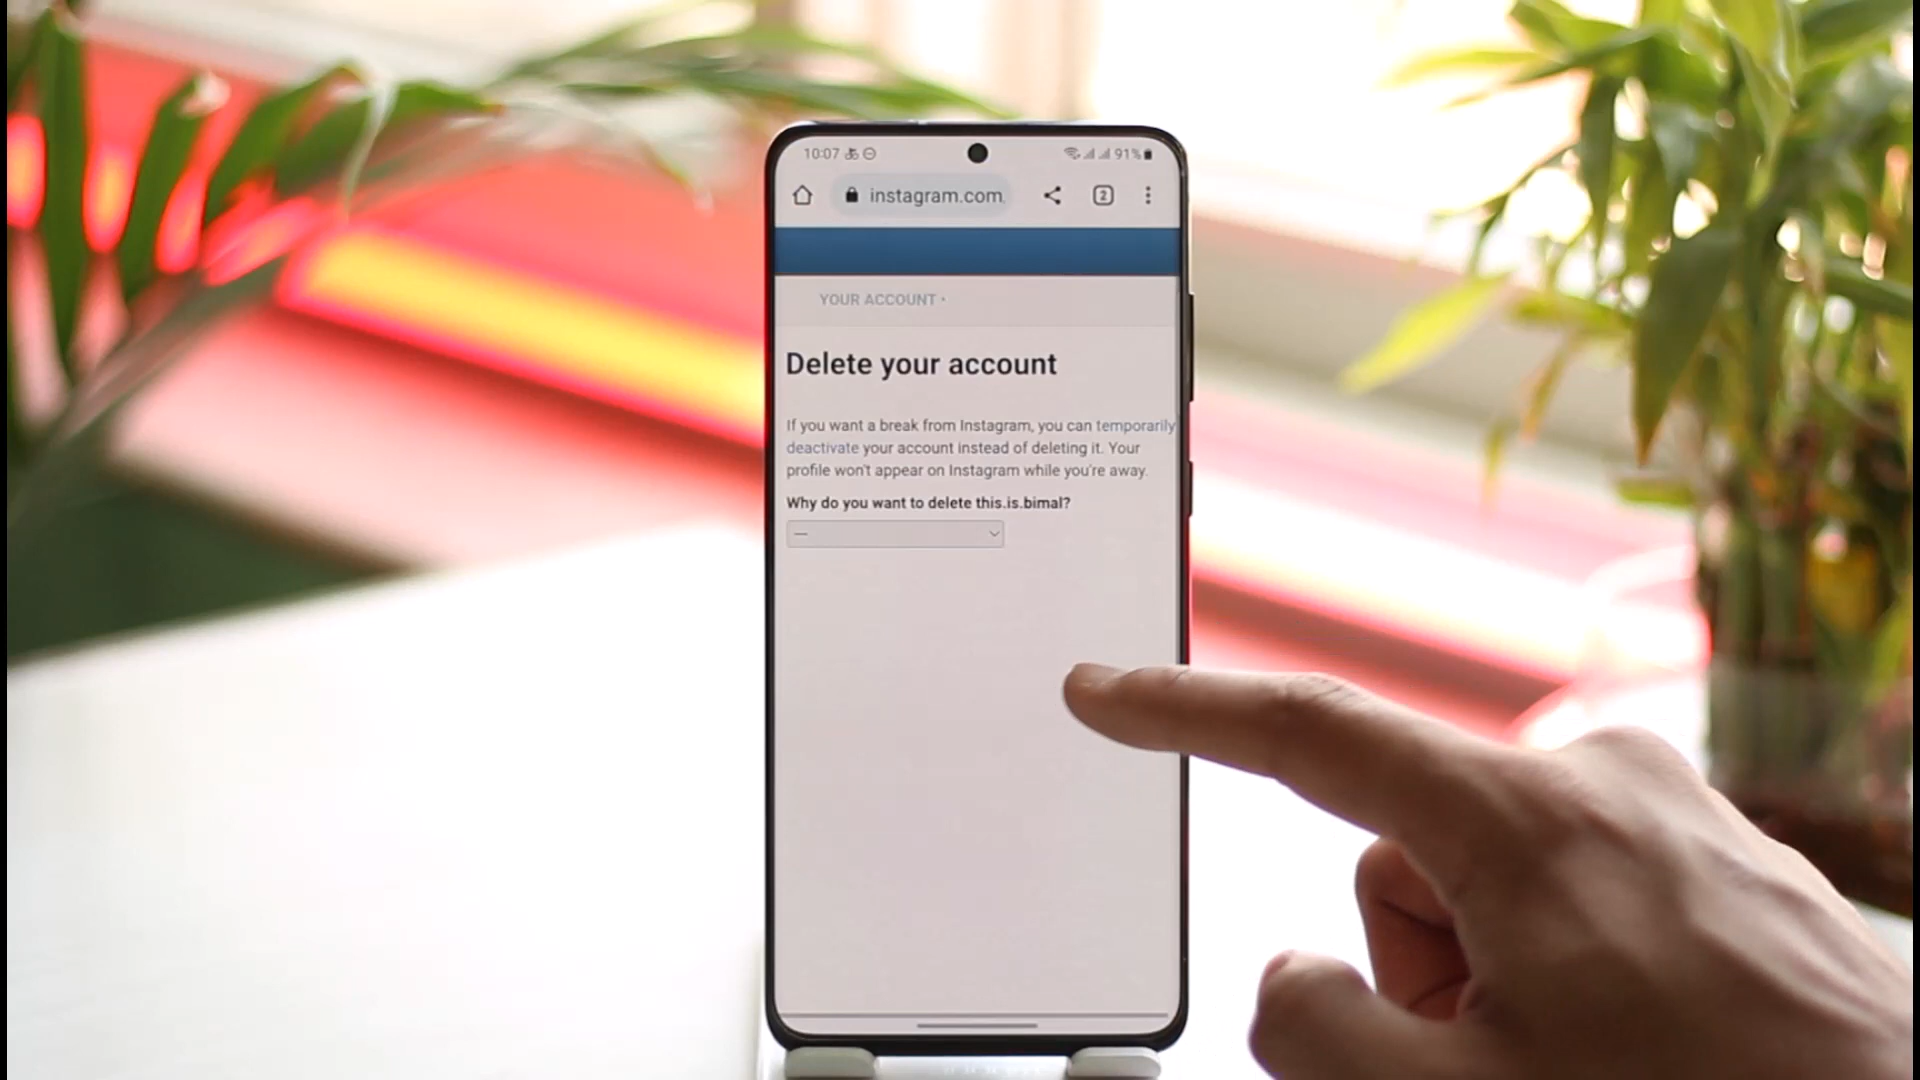 10:07 91%
instagram.com 2
YOUR ACCOUNT •
Delete your account
If you want a break from Instagram, you can temporarily
deactivate your account instead of deleting it. Your
profile won't appear on Instagram while you're away.
Why do you want to delete this.is.bimal?
—